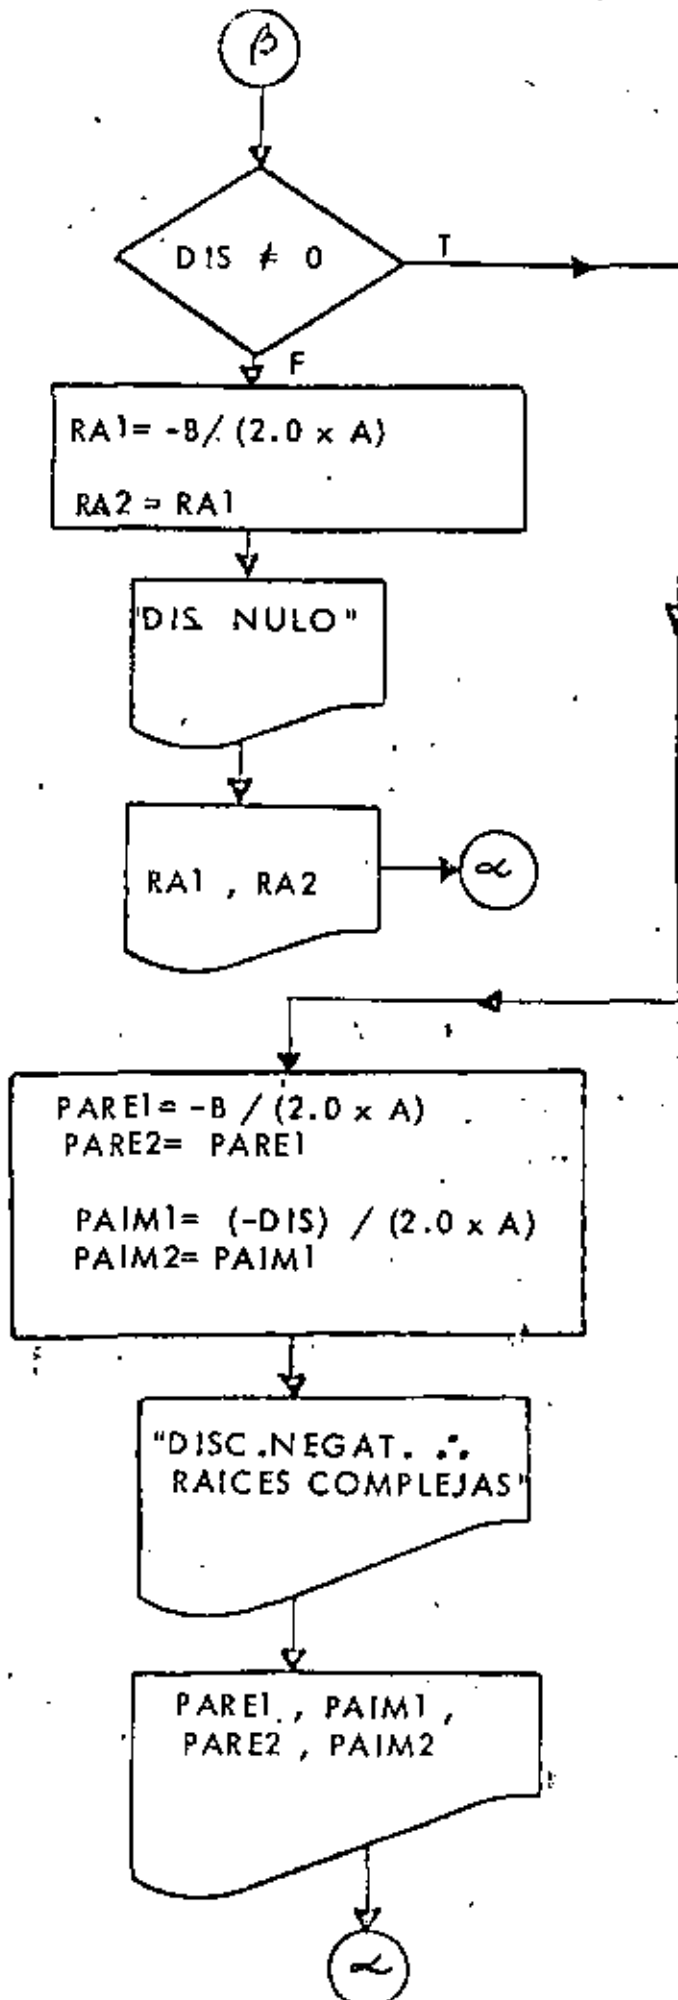 β
DIS ≠ 0
T
F
RA1= -B/(2.0 x A)
RA2 = RA1
"DIS NULO"
RA1 , RA2
α
PARE1= -B / (2.0 x A)
PARE2= PARE1
PAIM1= (-DIS) / (2.0 x A)
PAIM2= PAIM1
"DISC.NEGAT. ∴
RAICES COMPLEJAS"
PARE1 , PAIM1 ,
PARE2 , PAIM2
α